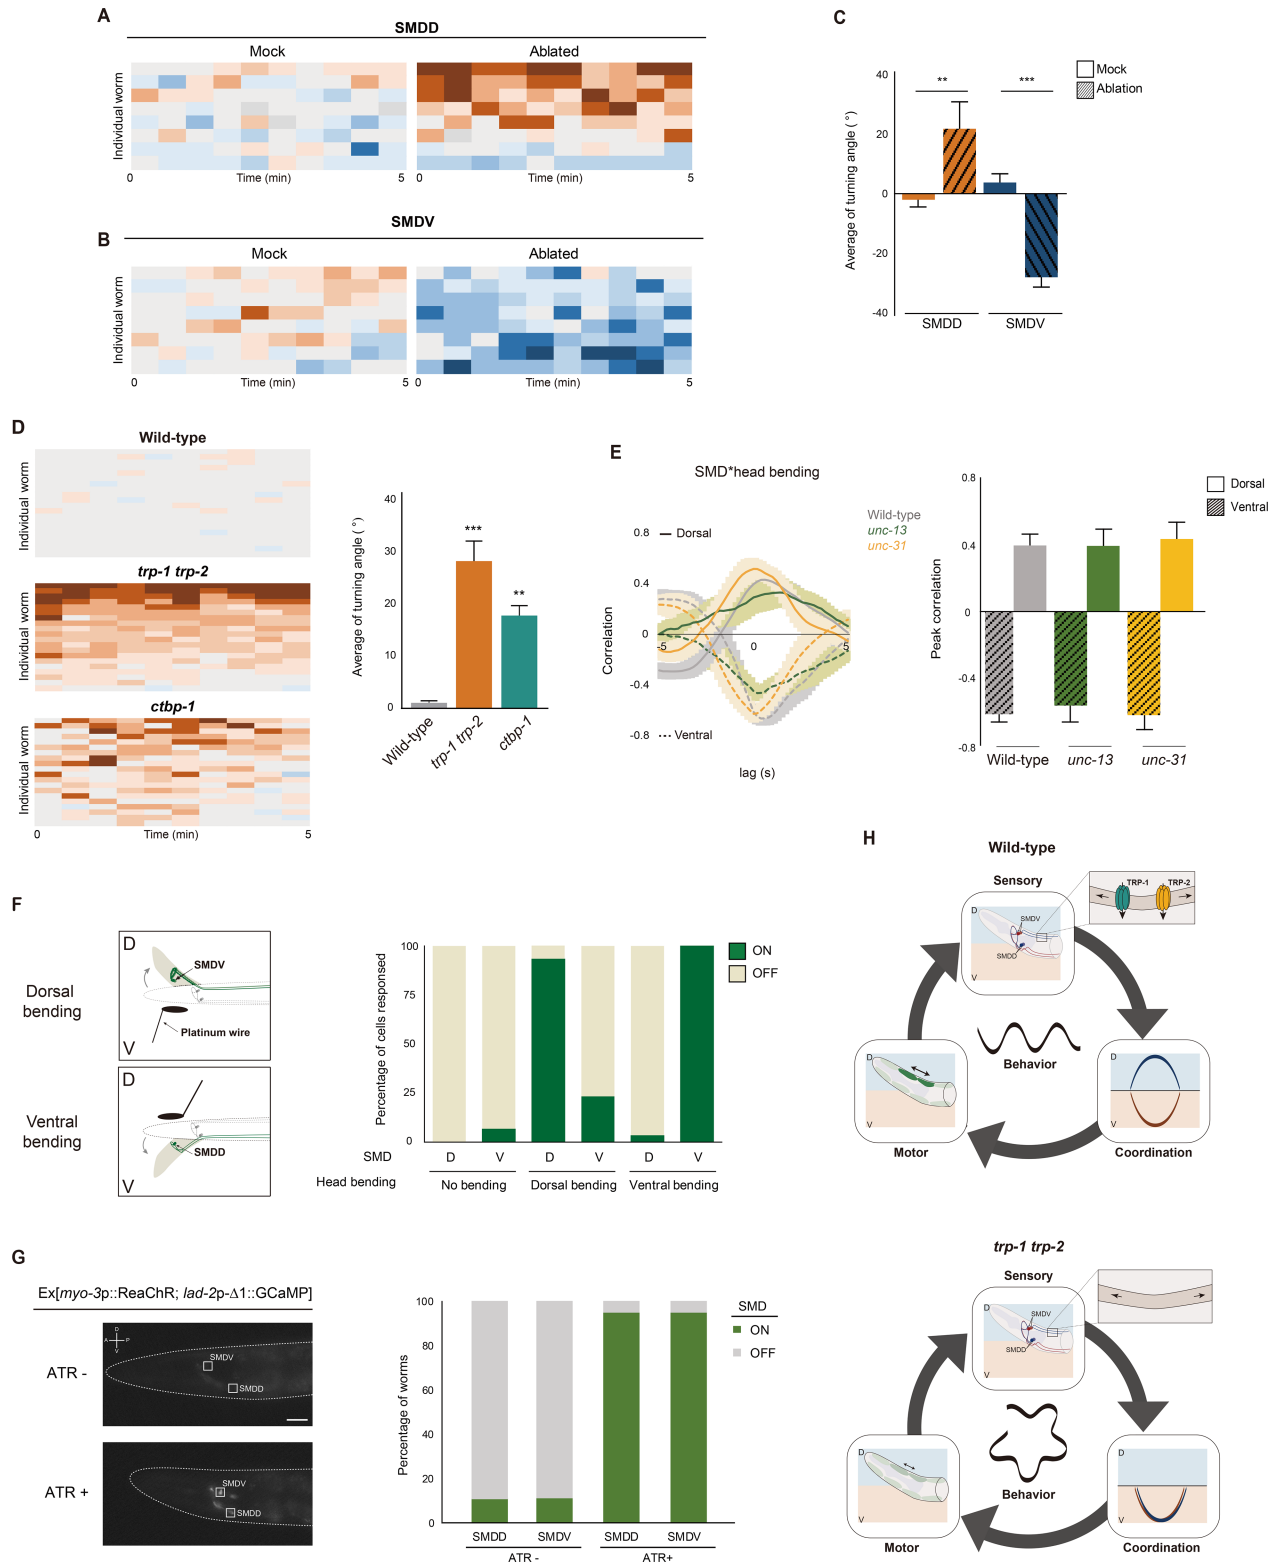 A
SMDD
Mock
Ablated
Individual worm
0
Time (min)
5
0
Time (min)
5
B
SMDV
Mock
Ablated
Individual worm
0
Time (min)
5
0
Time (min)
5
C
Mock
Ablation
Average of turning angle ( °)
40
20
0
-20
-40
**
***
SMDD
SMDV
D
Wild-type
Individual worm
trp-1 trp-2
Individual worm
ctbp-1
Individual worm
0
Time (min)
5
Average of turning angle ( °)
40
30
20
10
0
***
**
Wild-type
trp-1 trp-2
ctbp-1
E
SMD*head bending
Wild-type
unc-13
unc-31
Correlation
0.8
0.4
0
-0.4
-0.8
Dorsal
Ventral
-5
0
5
lag (s)
Dorsal
Ventral
Peak correlation
0.8
0.4
0
-0.4
-0.8
Wild-type
unc-13
unc-31
F
Dorsal
bending
D
SMDV
Platinum wire
V
Ventral
bending
D
SMDD
V
Percentage of cells responsed
100
75
50
25
0
ON
OFF
SMD
D
V
D
V
D
V
Head bending
No bending
Dorsal bending
Ventral bending
G
Ex[myo-3p::ReaChR; lad-2p-Δ1::GCaMP]
ATR -
D
A
P
V
SMDV
SMDD
ATR +
SMDV
SMDD
Percentage of worms
100
80
60
40
20
0
SMD
ON
OFF
SMDD
SMDV
SMDD
SMDV
ATR -
ATR+
H
Wild-type
Sensory
TRP-1
TRP-2
D
SMDV
SMDD
V
Behavior
D
V
Motor
D
V
Coordination
trp-1 trp-2
Sensory
D
SMDV
SMDD
V
Behavior
D
V
Motor
D
V
Coordination